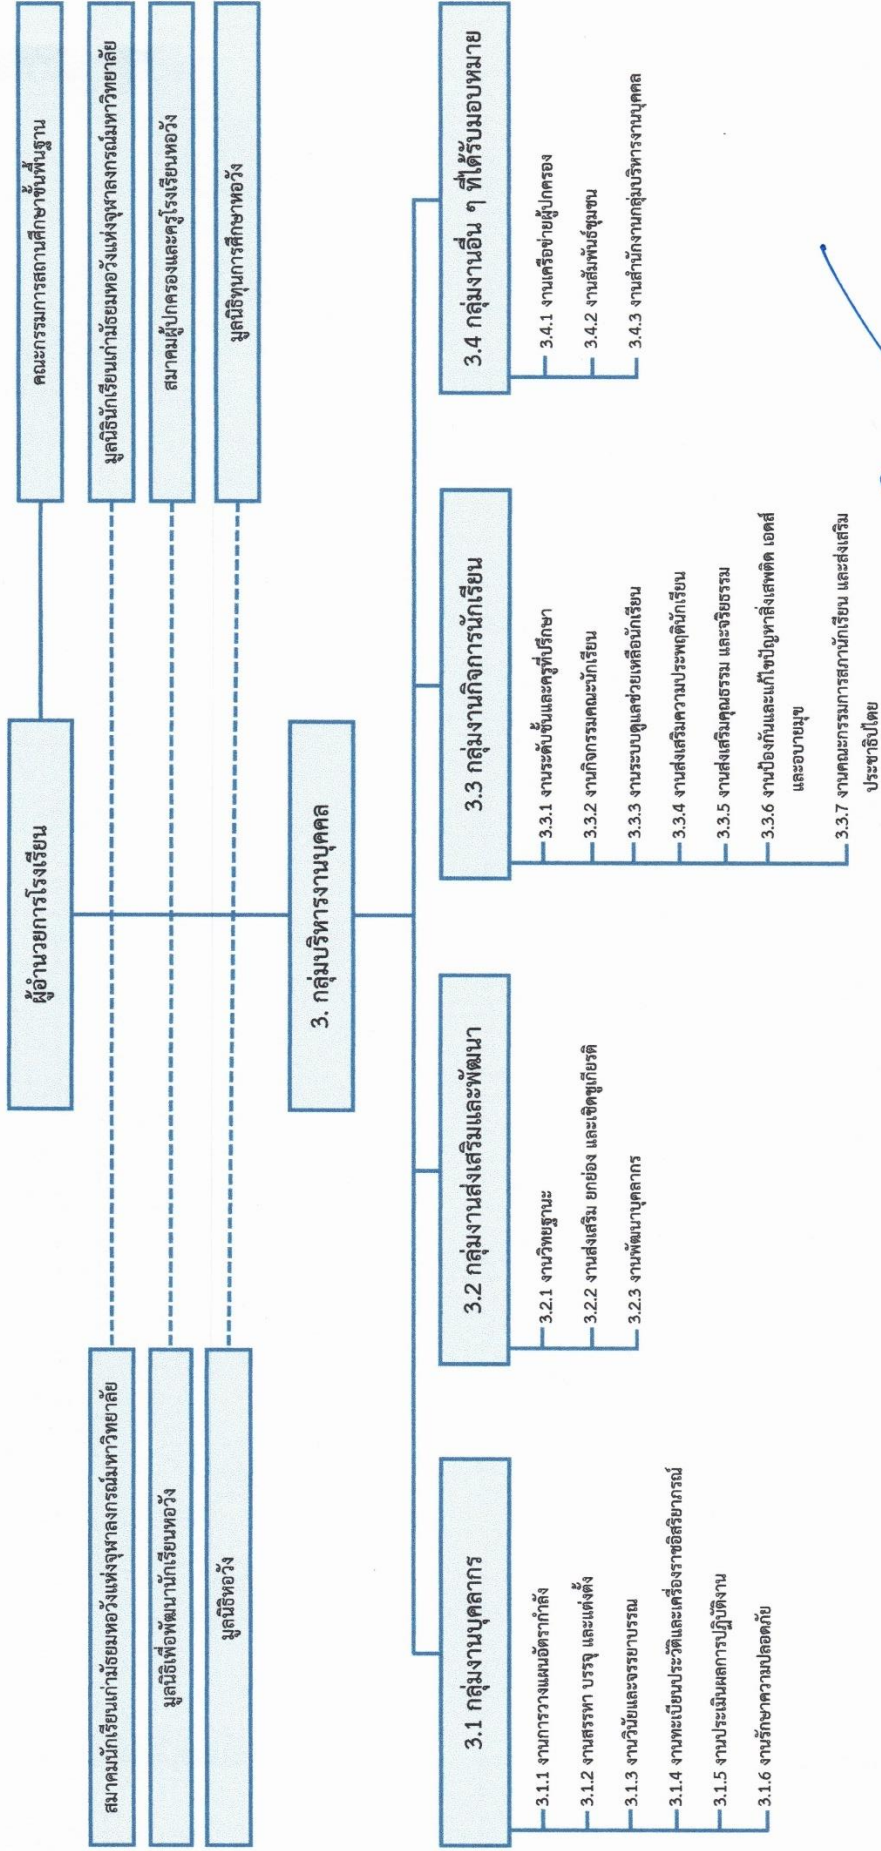 ผู้อำนวยการโรงเรียน
คณะกรรมการสถานศึกษาขั้นพื้นฐาน
สมาคมนักเรียนเก่ามัธยมหอวังแห่งจุฬาลงกรณ์มหาวิทยาลัย
มูลนิธินักเรียนเก่ามัธยมหอวังแห่งจุฬาลงกรณ์มหาวิทยาลัย
มูลนิธิเพื่อพัฒนานักเรียนหอวัง
สมาคมผู้ปกครองและครูโรงเรียนหอวัง
มูลนิธิหอวัง
มูลนิธิทุนการศึกษาหอวัง
3. กลุ่มบริหารงานบุคคล
3.1 กลุ่มงานบุคลากร
3.1.1 งานการวางแผนอัตรากำลัง
3.1.2 งานสรรหา บรรจุ และแต่งตั้ง
3.1.3 งานวินัยและจรรยาบรรณ
3.1.4 งานทะเบียนประวัติและเครื่องราชอิสริยาภรณ์
3.1.5 งานประเมินผลการปฏิบัติงาน
3.1.6 งานรักษาความปลอดภัย
3.2 กลุ่มงานส่งเสริมและพัฒนา
3.2.1 งานวิทยฐานะ
3.2.2 งานส่งเสริม ยกย่อง และเชิดชูเกียรติ
3.2.3 งานพัฒนาบุคลากร
3.3 กลุ่มงานกิจการนักเรียน
3.3.1 งานระดับชั้นและครูที่ปรึกษา
3.3.2 งานกิจกรรมคณะนักเรียน
3.3.3 งานระบบดูแลช่วยเหลือนักเรียน
3.3.4 งานส่งเสริมความประพฤตินักเรียน
3.3.5 งานส่งเสริมคุณธรรม และจริยธรรม
3.3.6 งานป้องกันและแก้ไขปัญหาสิ่งเสพติด เอดส์
และอบายมุข
3.3.7 งานคณะกรรมการสภานักเรียน และส่งเสริม
ประชาธิปไตย
3.4 กลุ่มงานอื่น ๆ ที่ได้รับมอบหมาย
3.4.1 งานเครือข่ายผู้ปกครอง
3.4.2 งานสัมพันธ์ชุมชน
3.4.3 งานสำนักงานกลุ่มบริหารงานบุคคล